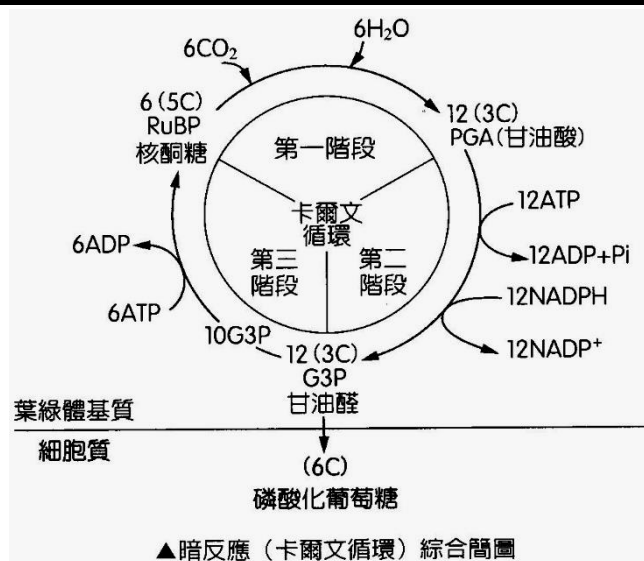 6H₂O
6CO₂
6 (5C)
RuBP
核酮糖
12 (3C)
PGA(甘油酸)
第一階段
卡爾文
循環
第三
階段
第二
階段
12ATP
12ADP+Pi
12NADPH
12NADP⁺
6ADP
6ATP
10G3P
12 (3C)
G3P
甘油醛
葉綠體基質
細胞質
(6C)
磷酸化葡萄糖
▲暗反應（卡爾文循環）綜合簡圖